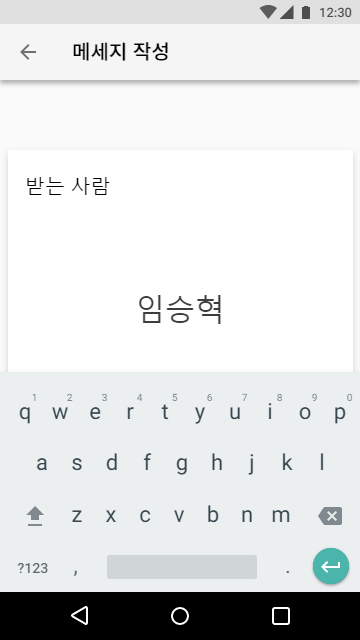 12:30
메세지 작성
받는 사람
임승혁
1 2 3 4 5 6 7 8 9 0
q w e r t y u i o p
a s d f g h j k l
z x c v b n m
?123 , .